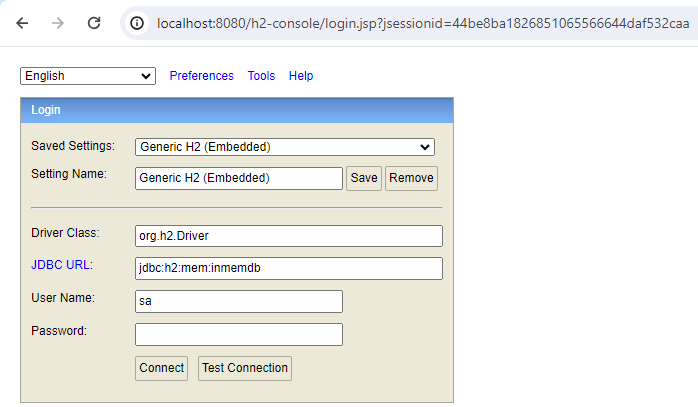 localhost:8080/h2-console/login.jsp?jsessionid=44be8ba1826851065566644daf532caa
English Preferences Tools Help
Login
Saved Settings: Generic H2 (Embedded)
Setting Name: Generic H2 (Embedded) Save Remove
Driver Class: org.h2.Driver
JDBC URL: jdbc:h2:mem:inmemdb
User Name: sa
Password:
Connect Test Connection